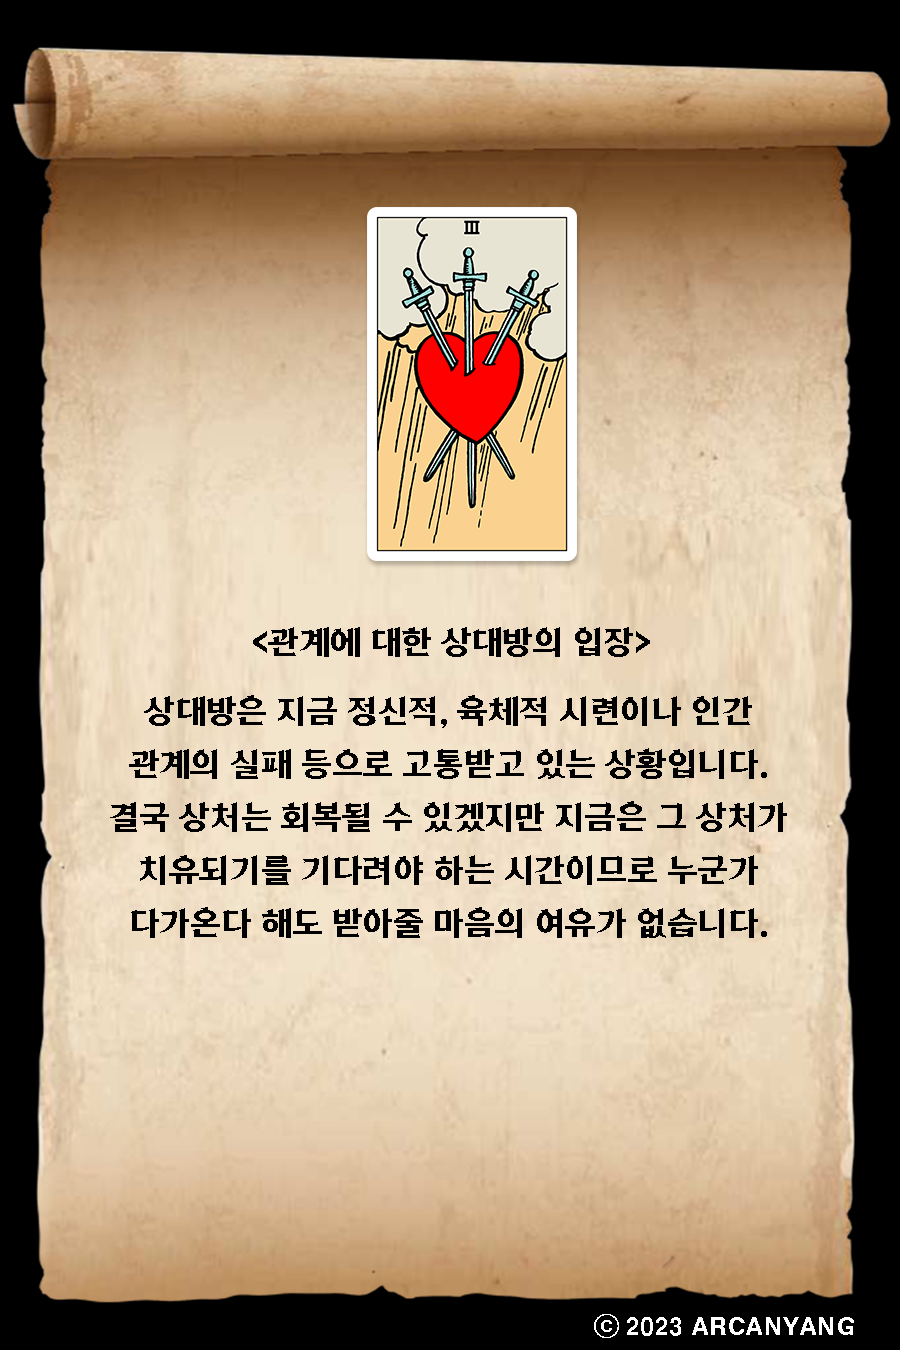 III
<관계에 대한 상대방의 입장>
상대방은 지금 정신적, 육체적 시련이나 인간
관계의 실패 등으로 고통받고 있는 상황입니다.
결국 상처는 회복될 수 있겠지만 지금은 그 상처가
치유되기를 기다려야 하는 시간이므로 누군가
다가온다 해도 받아줄 마음의 여유가 없습니다.
ⓒ 2023 ARCANYANG